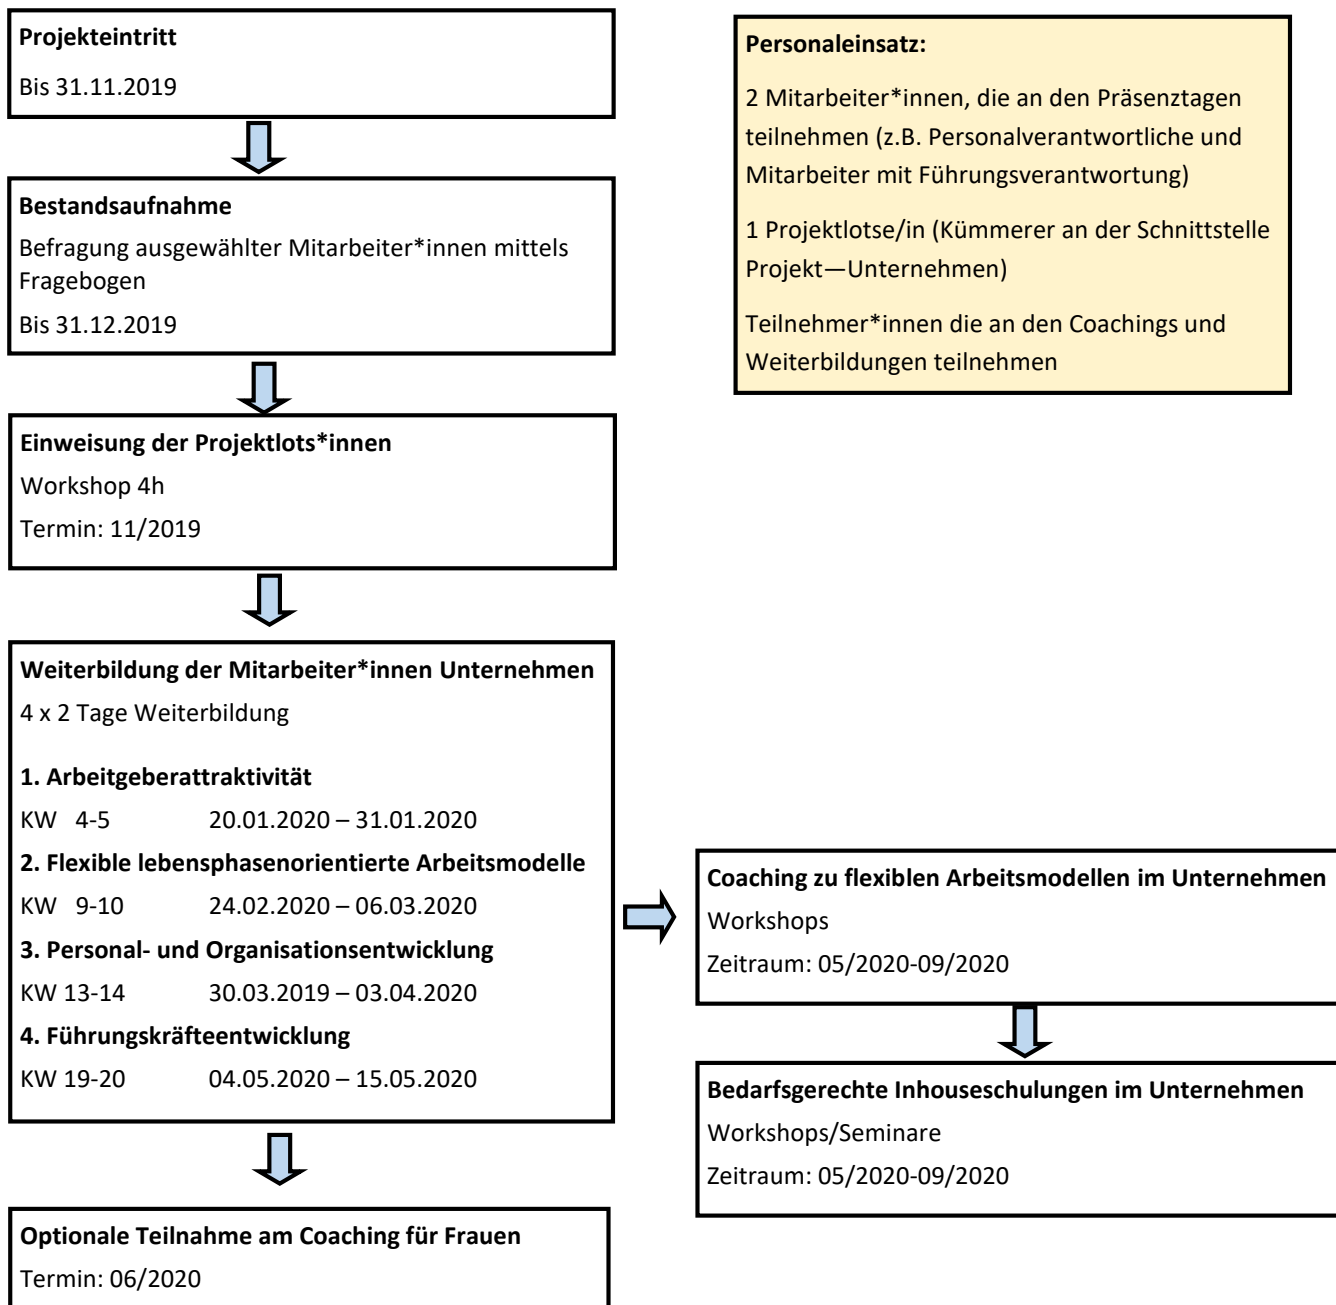 Projekteintritt
Bis 31.11.2019
Bestandsaufnahme
Befragung ausgewählter Mitarbeiter*innen mittels
Fragebogen
Bis 31.12.2019
Einweisung der Projektlots*innen
Workshop 4h
Termin: 11/2019
Weiterbildung der Mitarbeiter*innen Unternehmen
4 x 2 Tage Weiterbildung
1. Arbeitgeberattraktivität
KW 4-5 20.01.2020 – 31.01.2020
2. Flexible lebensphasenorientierte Arbeitsmodelle
KW 9-10 24.02.2020 – 06.03.2020
3. Personal- und Organisationsentwicklung
KW 13-14 30.03.2019 – 03.04.2020
4. Führungskräfteentwicklung
KW 19-20 04.05.2020 – 15.05.2020
Optionale Teilnahme am Coaching für Frauen
Termin: 06/2020
Personaleinsatz:
2 Mitarbeiter*innen, die an den Präsenztagen
teilnehmen (z.B. Personalverantwortliche und
Mitarbeiter mit Führungsverantwortung)
1 Projektlotse/in (Kümmerer an der Schnittstelle
Projekt—Unternehmen)
Teilnehmer*innen die an den Coachings und
Weiterbildungen teilnehmen
Coaching zu flexiblen Arbeitsmodellen im Unternehmen
Workshops
Zeitraum: 05/2020-09/2020
Bedarfsgerechte Inhouseschulungen im Unternehmen
Workshops/Seminare
Zeitraum: 05/2020-09/2020